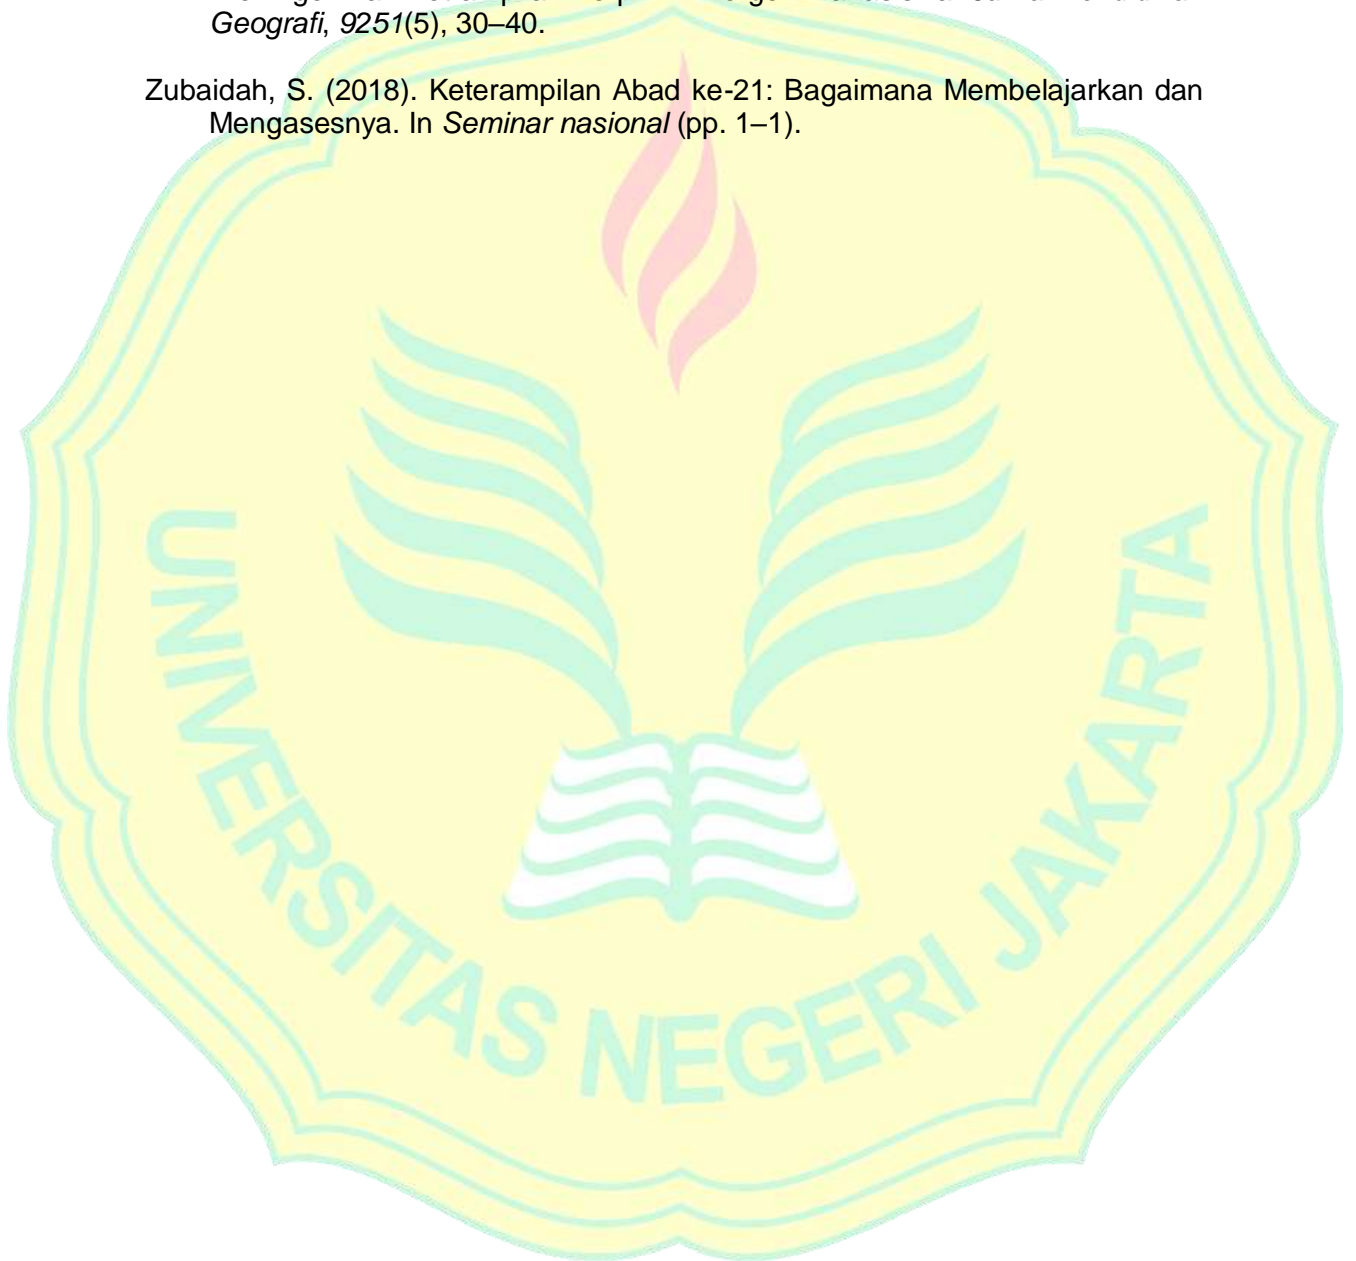 Geografi, 9251(5), 30–40.
Zubaidah, S. (2018). Keterampilan Abad ke-21: Bagaimana Membelajarkan dan
Mengasesnya. In Seminar nasional (pp. 1–1).
UNIVERSITAS NEGERI JAKARTA